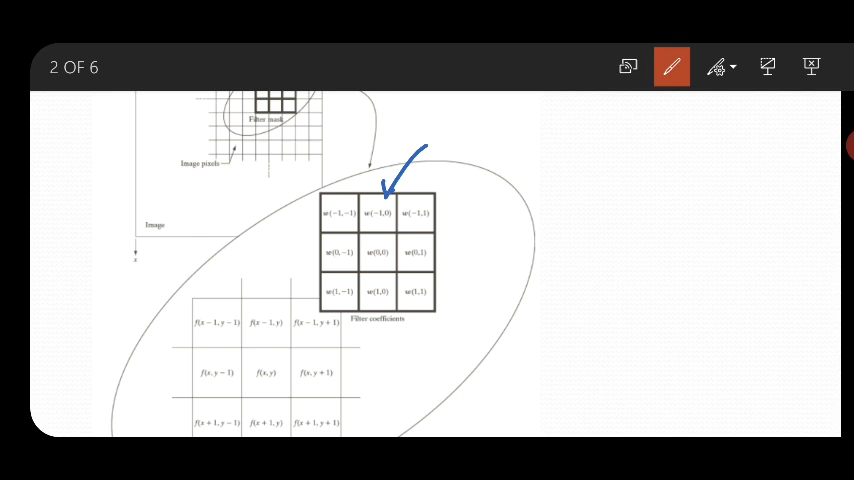 2 OF 6
Filter mask
Image pixels
Image
x
w(−1,−1) w(−1,0) w(−1,1)
w(0,−1) w(0,0) w(0,1)
w(1,−1) w(1,0) w(1,1)
Filter coefficients
f(x − 1, y − 1) f(x − 1, y) f(x − 1, y + 1)
f(x, y − 1) f(x, y) f(x, y + 1)
f(x + 1, y − 1) f(x + 1, y) f(x + 1, y + 1)